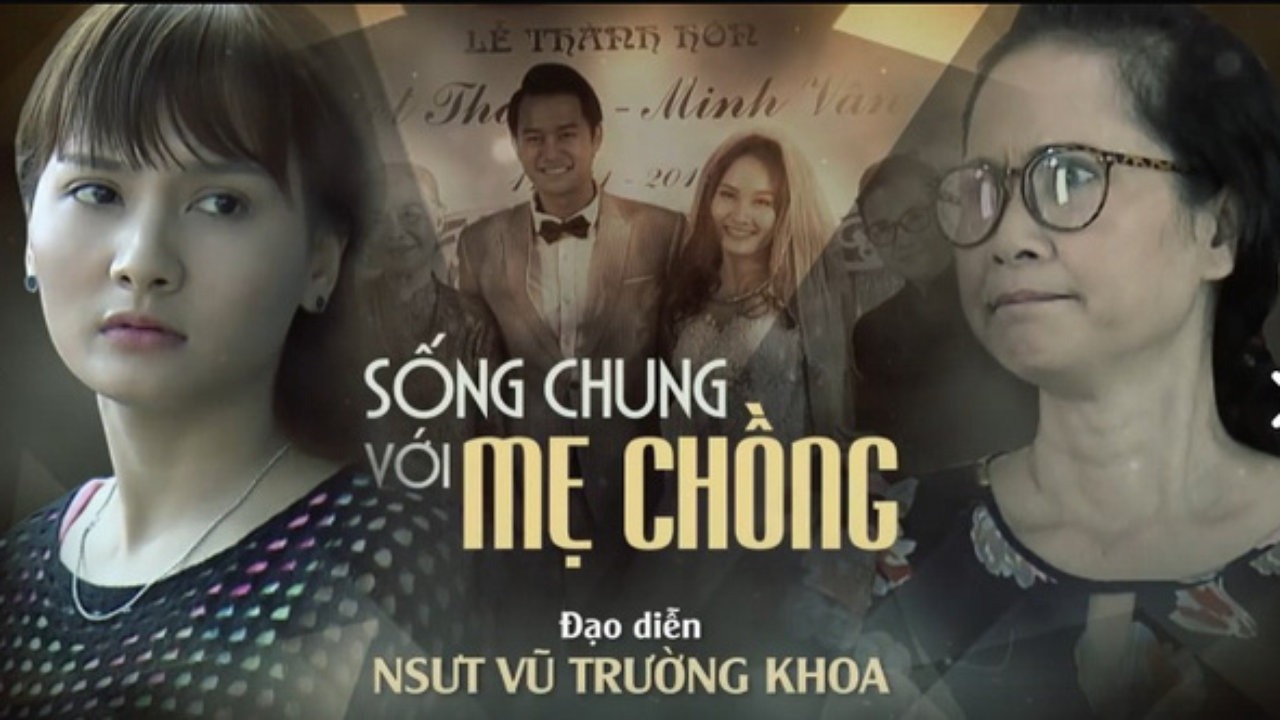 LỄ THÀNH HÔN
- Minh Vân
SỐNG CHUNG
VỚI MẸ CHỒNG
Đạo diễn
NSƯT VŨ TRƯỜNG KHOA